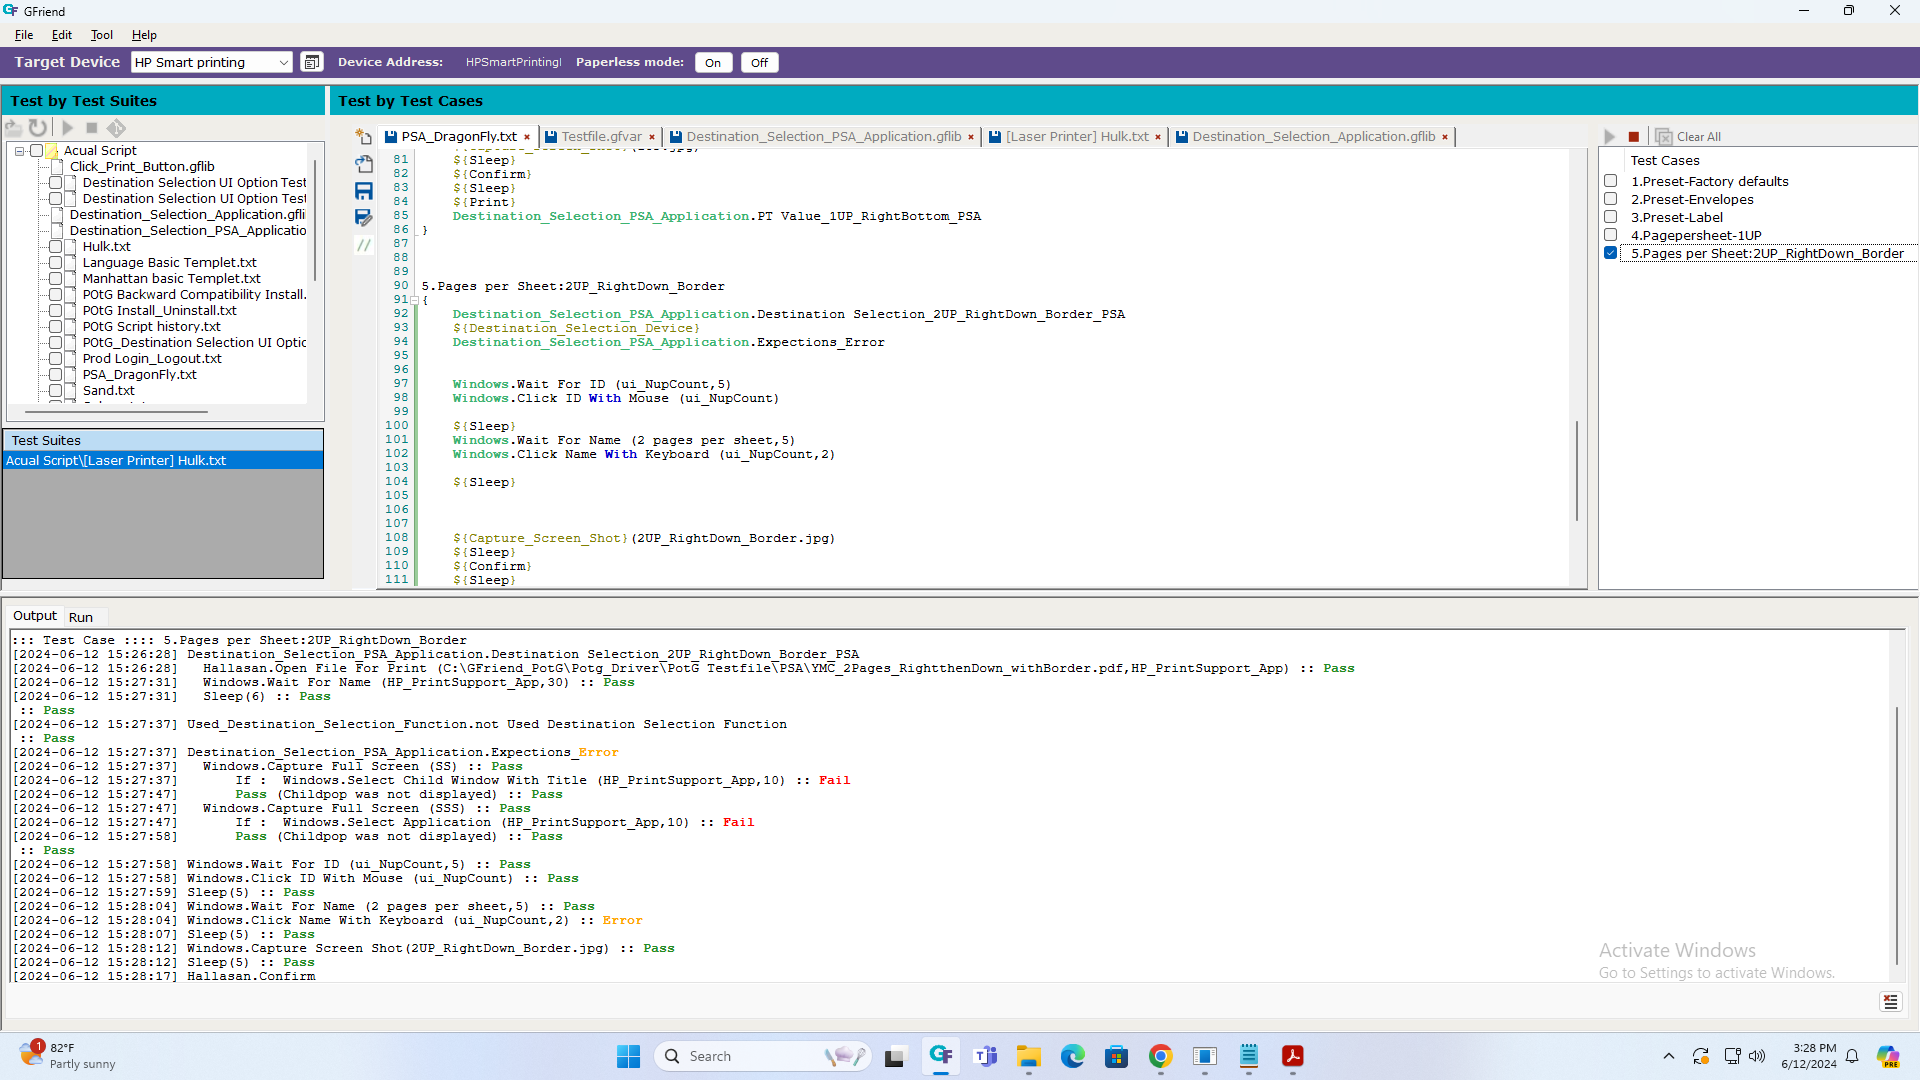 GFriend
File Edit Tool Help
Target Device HP Smart printing Device Address: HPSmartPrintingl Paperless mode: On Off
Test by Test Suites
Test by Test Cases
PSA_DragonFly.txt × Testfile.gfvar × Destination_Selection_PSA_Application.gflib × [Laser Printer] Hulk.txt × Destination_Selection_Application.gflib ×
Clear All
Acual Script
Click_Print_Button.gflib
Destination Selection UI Option Test
Destination Selection UI Option Test
Destination_Selection_Application.gfli
Destination_Selection_PSA_Applicatio
Hulk.txt
Language Basic Templet.txt
Manhattan basic Templet.txt
POtG Backward Compatibility Install.
POtG Install_Uninstall.txt
POtG Script history.txt
POtG_Destination Selection UI Optic
Prod Login_Logout.txt
PSA_DragonFly.txt
Sand.txt
Test Suites
Acual Script\[Laser Printer] Hulk.txt
81 ${Sleep}
82 ${Confirm}
83 ${Sleep}
84 ${Print}
85 Destination_Selection_PSA_Application.PT Value_1UP_RightBottom_PSA
86 }
87
88
89
90 5.Pages per Sheet:2UP_RightDown_Border
91 {
92 Destination_Selection_PSA_Application.Destination Selection_2UP_RightDown_Border_PSA
93 ${Destination_Selection_Device}
94 Destination_Selection_PSA_Application.Expections_Error
95
96
97 Windows.Wait For ID (ui_NupCount,5)
98 Windows.Click ID With Mouse (ui_NupCount)
99
100 ${Sleep}
101 Windows.Wait For Name (2 pages per sheet,5)
102 Windows.Click Name With Keyboard (ui_NupCount,2)
103
104 ${Sleep}
105
106
107
108 ${Capture_Screen_Shot}(2UP_RightDown_Border.jpg)
109 ${Sleep}
110 ${Confirm}
111 ${Sleep}
Test Cases
1.Preset-Factory defaults
2.Preset-Envelopes
3.Preset-Label
4.Pagepersheet-1UP
5.Pages per Sheet:2UP_RightDown_Border
Output Run
::: Test Case :::: 5.Pages per Sheet:2UP_RightDown_Border
[2024-06-12 15:26:28] Destination_Selection_PSA_Application.Destination Selection_2UP_RightDown_Border_PSA
[2024-06-12 15:26:28] Hallasan.Open File For Print (C:\GFriend_PotG\Potg_Driver\PotG Testfile\PSA\YMC_2Pages_RightthenDown_withBorder.pdf,HP_PrintSupport_App) :: Pass
[2024-06-12 15:27:31] Windows.Wait For Name (HP_PrintSupport_App,30) :: Pass
[2024-06-12 15:27:31] Sleep(6) :: Pass
:: Pass
[2024-06-12 15:27:37] Used_Destination_Selection_Function.not Used Destination Selection Function
:: Pass
[2024-06-12 15:27:37] Destination_Selection_PSA_Application.Expections_Error
[2024-06-12 15:27:37] Windows.Capture Full Screen (SS) :: Pass
[2024-06-12 15:27:37] If : Windows.Select Child Window With Title (HP_PrintSupport_App,10) :: Fail
[2024-06-12 15:27:47] Pass (Childpop was not displayed) :: Pass
[2024-06-12 15:27:47] Windows.Capture Full Screen (SSS) :: Pass
[2024-06-12 15:27:47] If : Windows.Select Application (HP_PrintSupport_App,10) :: Fail
[2024-06-12 15:27:58] Pass (Childpop was not displayed) :: Pass
:: Pass
[2024-06-12 15:27:58] Windows.Wait For ID (ui_NupCount,5) :: Pass
[2024-06-12 15:27:58] Windows.Click ID With Mouse (ui_NupCount) :: Pass
[2024-06-12 15:27:59] Sleep(5) :: Pass
[2024-06-12 15:28:04] Windows.Wait For Name (2 pages per sheet,5) :: Pass
[2024-06-12 15:28:04] Windows.Click Name With Keyboard (ui_NupCount,2) :: Error
[2024-06-12 15:28:07] Sleep(5) :: Pass
[2024-06-12 15:28:12] Windows.Capture Screen Shot(2UP_RightDown_Border.jpg) :: Pass
[2024-06-12 15:28:12] Sleep(5) :: Pass
[2024-06-12 15:28:17] Hallasan.Confirm
Activate Windows
Go to Settings to activate Windows.
1
82°F
Partly sunny
Search
3:28 PM
6/12/2024
PRE